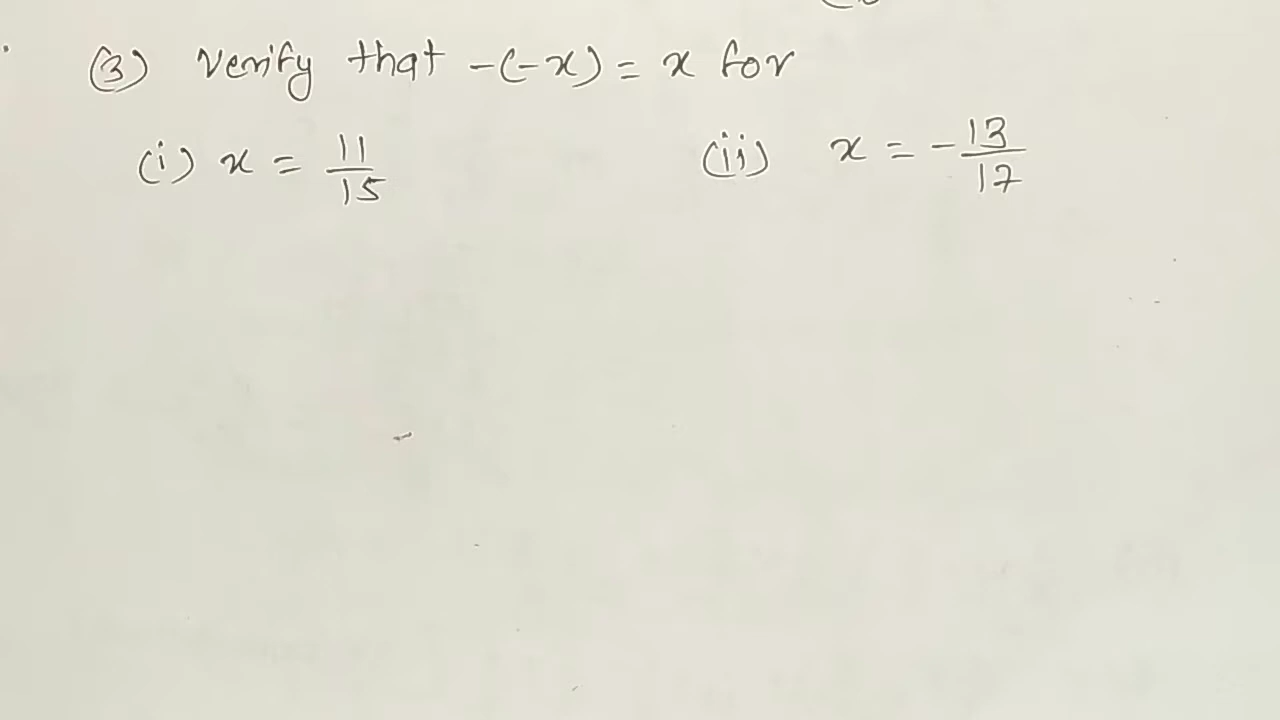 (3) Verify that -(-x) = x for
(i) x = 11/15 (ii) x = -13/17